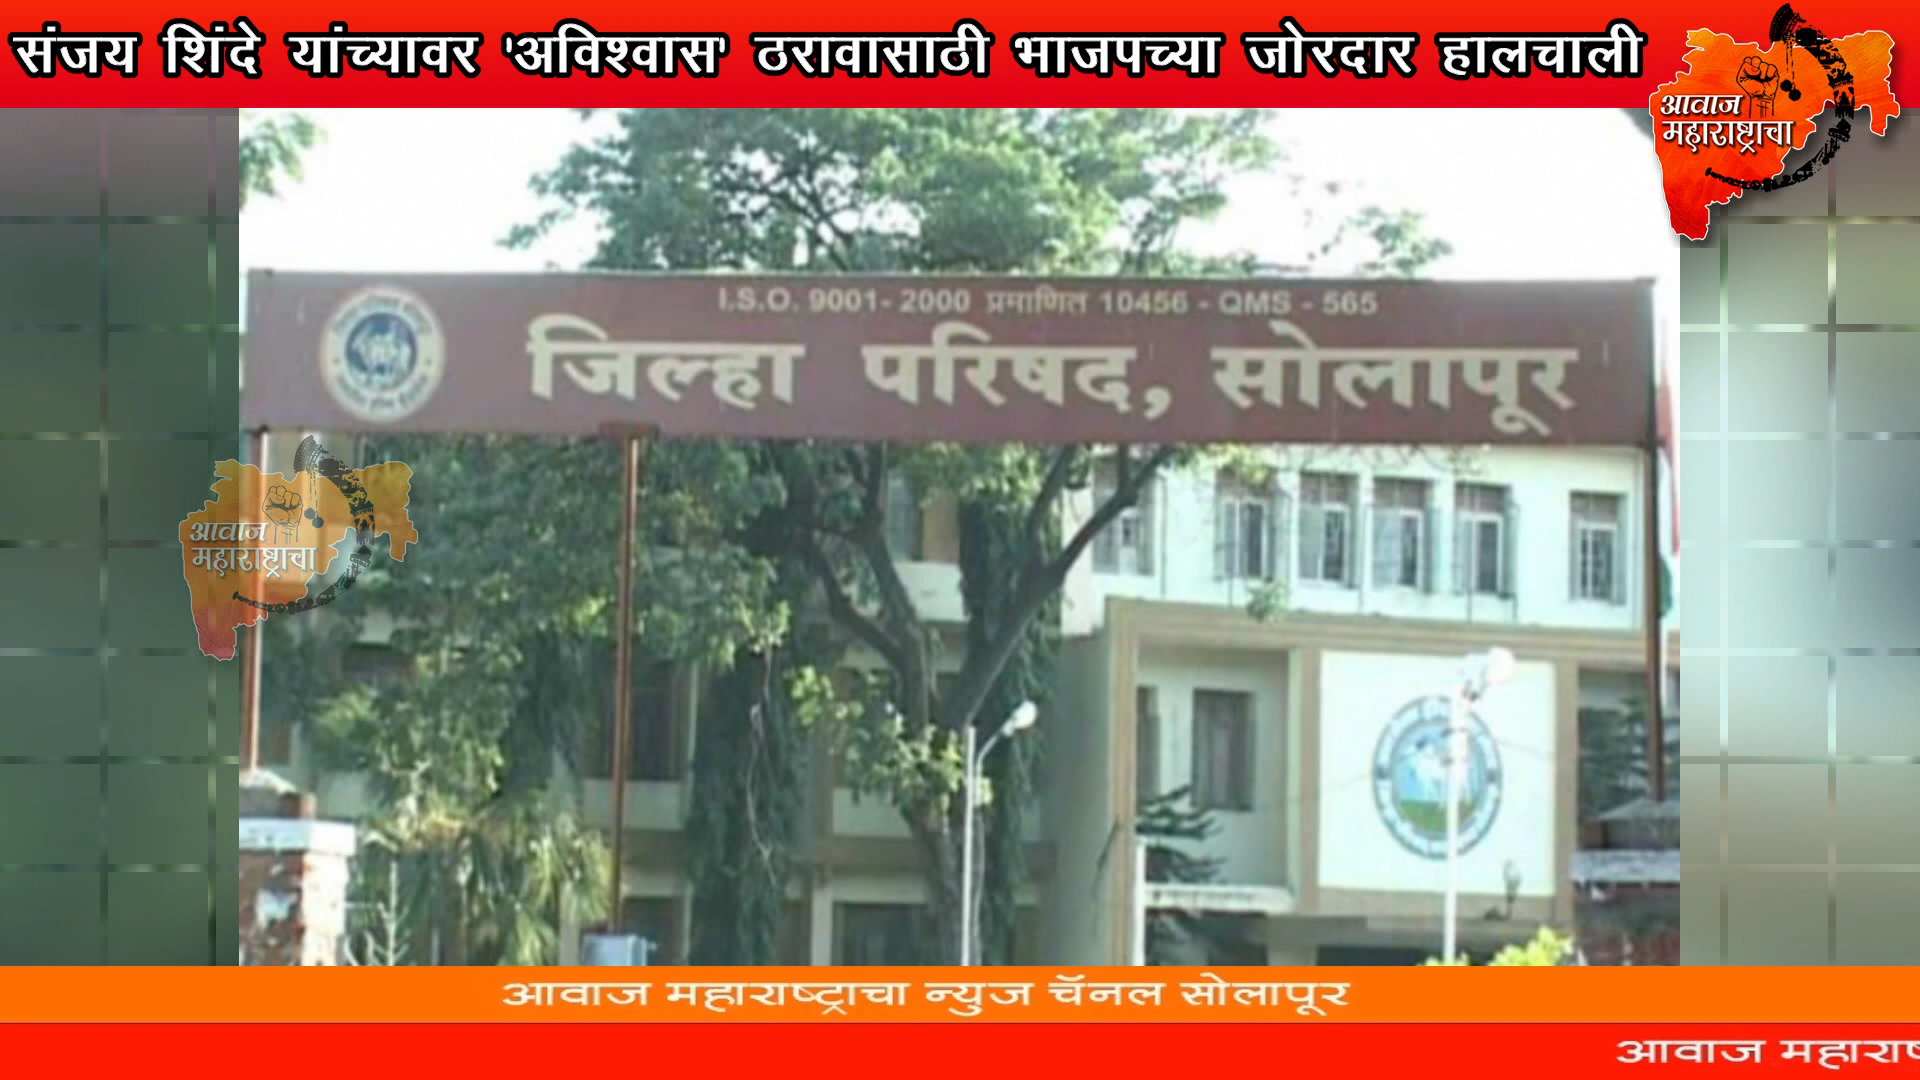 संजय शिंदे यांच्यावर 'अविश्वास' ठरावासाठी भाजपच्या जोरदार हालचाली
आवाज
महाराष्ट्राचा
I.S.O. 9001- 2000 प्रमाणित 10456 - QMS - 565
जिल्हा परिषद, सोलापूर
आवाज
महाराष्ट्राचा
आवाज महाराष्ट्राचा न्युज चॅनल सोलापूर
आवाज